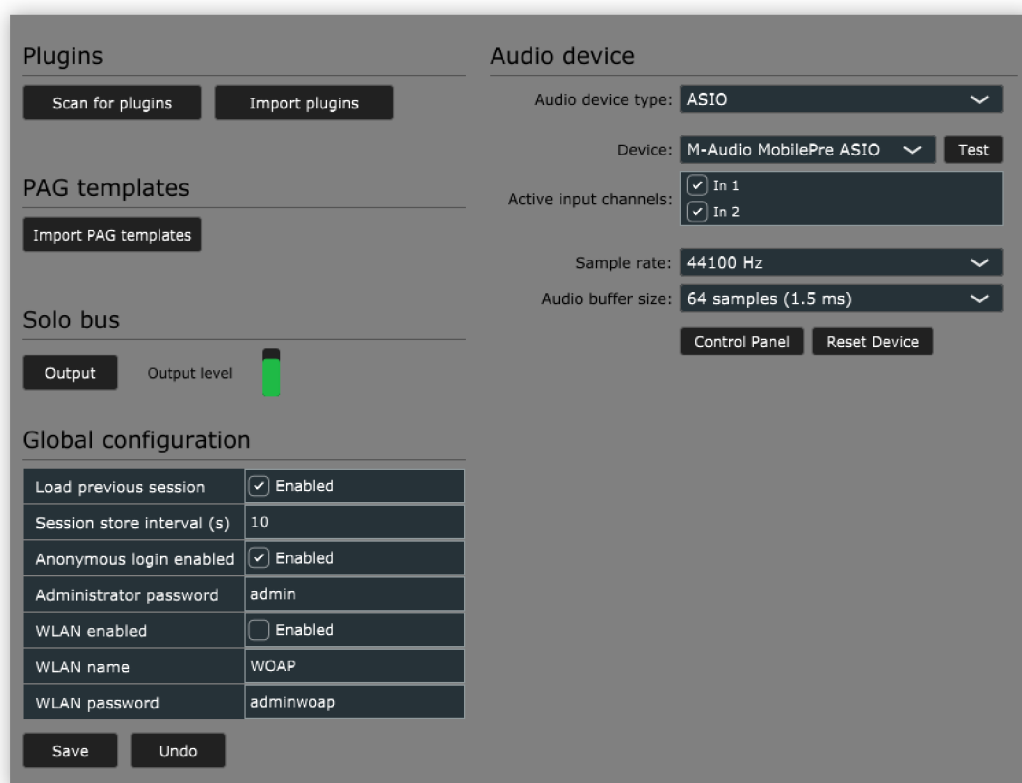 Plugins
Scan for plugins
Import plugins
PAG templates
Import PAG templates
Solo bus
Output
Output level
Global configuration
Load previous session Enabled
Session store interval (s) 10
Anonymous login enabled Enabled
Administrator password admin
WLAN enabled Enabled
WLAN name WOAP
WLAN password adminwoap
Save
Undo
Audio device
Audio device type: ASIO
Device: M-Audio MobilePre ASIO Test
Active input channels: In 1
In 2
Sample rate: 44100 Hz
Audio buffer size: 64 samples (1.5 ms)
Control Panel
Reset Device